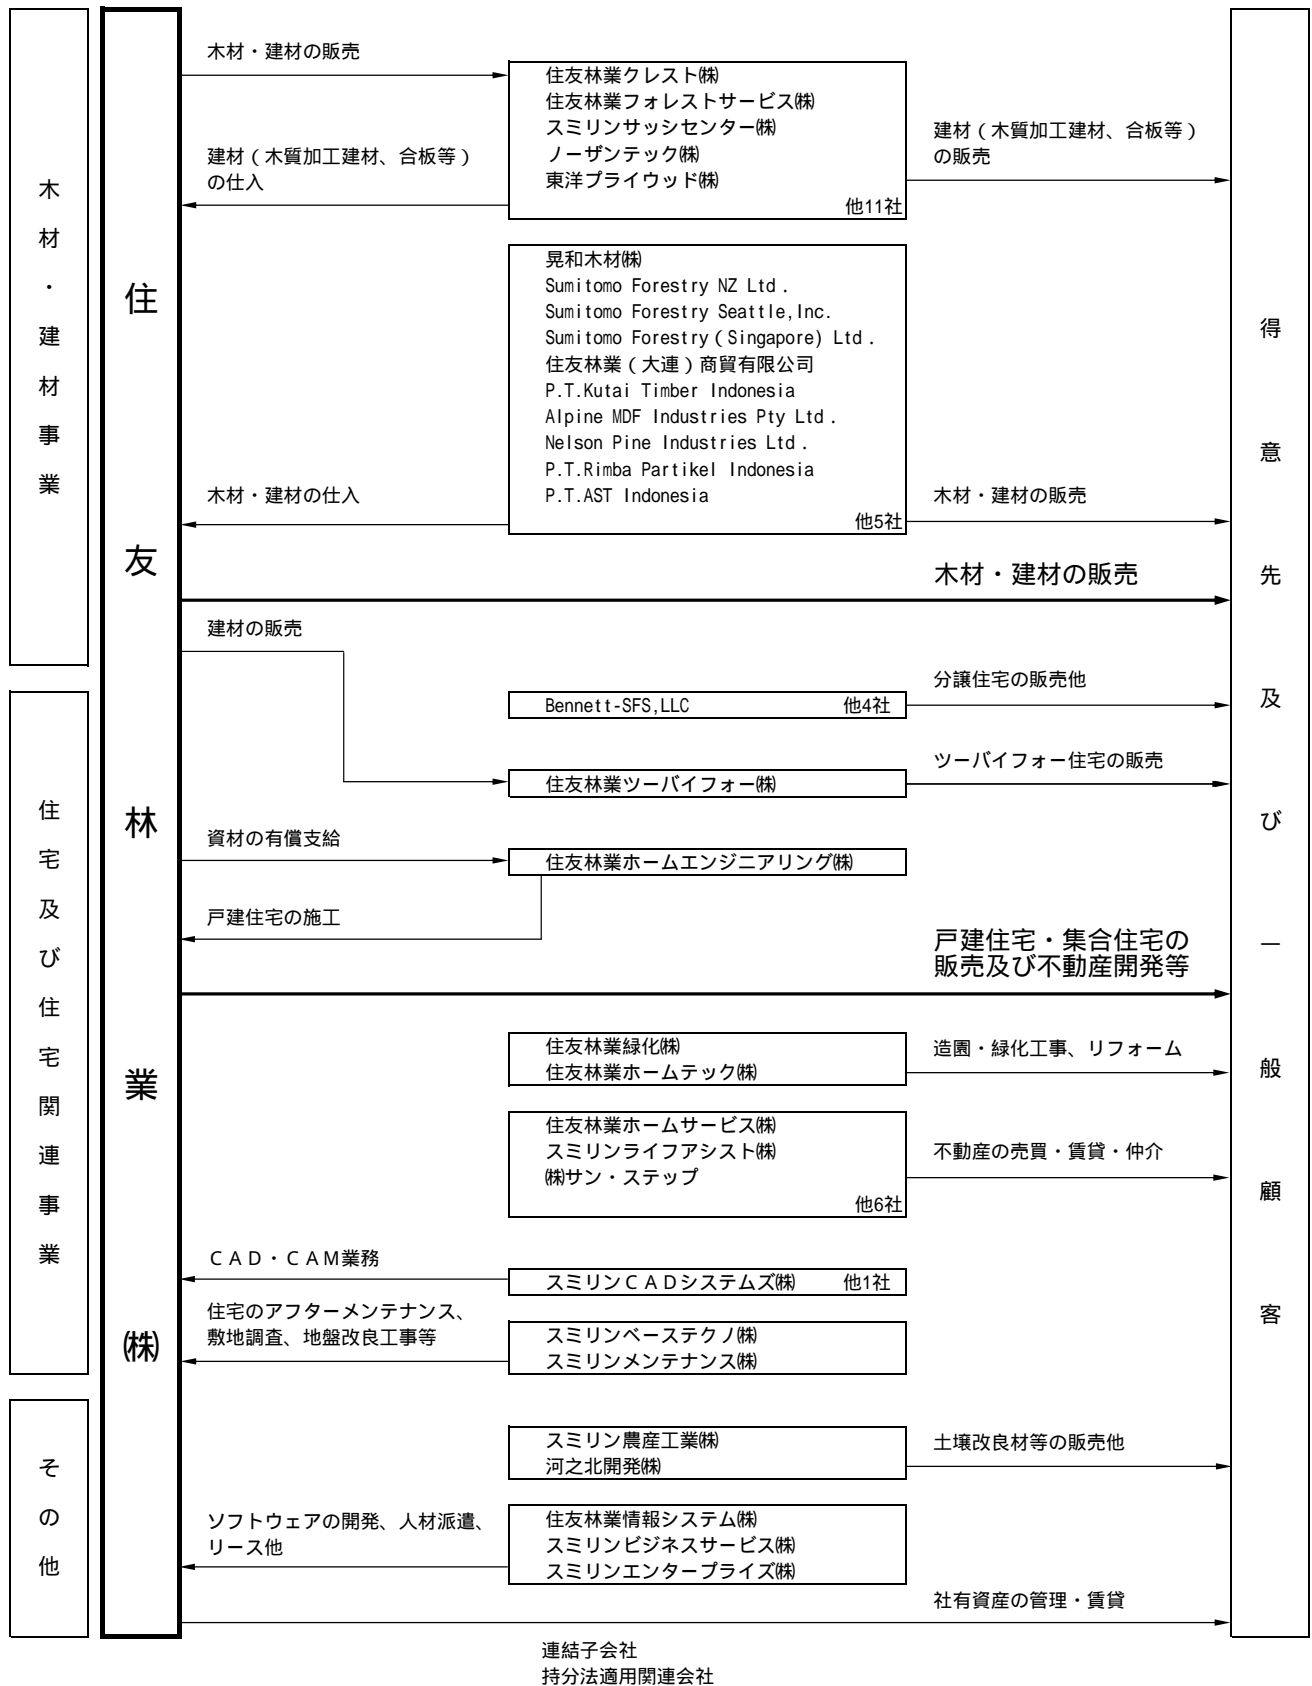 木材・建材事業
住宅及び住宅関連事業
その他
住友林業㈱
木材・建材の販売
建材（木質加工建材、合板等）
の仕入
住友林業クレスト㈱
住友林業フォレストサービス㈱
スミリンサッシセンター㈱
ノーザンテック㈱
東洋プライウッド㈱
他11社
建材（木質加工建材、合板等）
の販売
晃和木材㈱
Sumitomo Forestry NZ Ltd.
Sumitomo Forestry Seattle,Inc.
Sumitomo Forestry(Singapore) Ltd.
住友林業（大連）商貿有限公司
P.T.Kutai Timber Indonesia
Alpine MDF Industries Pty Ltd.
Nelson Pine Industries Ltd.
P.T.Rimba Partikel Indonesia
P.T.AST Indonesia
他5社
木材・建材の仕入
木材・建材の販売
木材・建材の販売
建材の販売
Bennett-SFS,LLC 他4社
分譲住宅の販売他
住友林業ツーバイフォー㈱
ツーバイフォー住宅の販売
資材の有償支給
住友林業ホームエンジニアリング㈱
戸建住宅の施工
戸建住宅・集合住宅の
販売及び不動産開発等
住友林業緑化㈱
住友林業ホームテック㈱
造園・緑化工事、リフォーム
住友林業ホームサービス㈱
スミリンライフアシスト㈱
㈱サン・ステップ
他6社
不動産の売買・賃貸・仲介
ＣＡＤ・ＣＡＭ業務
スミリンＣＡＤシステムズ㈱ 他1社
住宅のアフターメンテナンス、
敷地調査、地盤改良工事等
スミリンベーステクノ㈱
スミリンメンテナンス㈱
スミリン農産工業㈱
河之北開発㈱
土壌改良材等の販売他
ソフトウェアの開発、人材派遣、
リース他
住友林業情報システム㈱
スミリンビジネスサービス㈱
スミリンエンタープライズ㈱
社有資産の管理・賃貸
得意先及び一般顧客
連結子会社
持分法適用関連会社